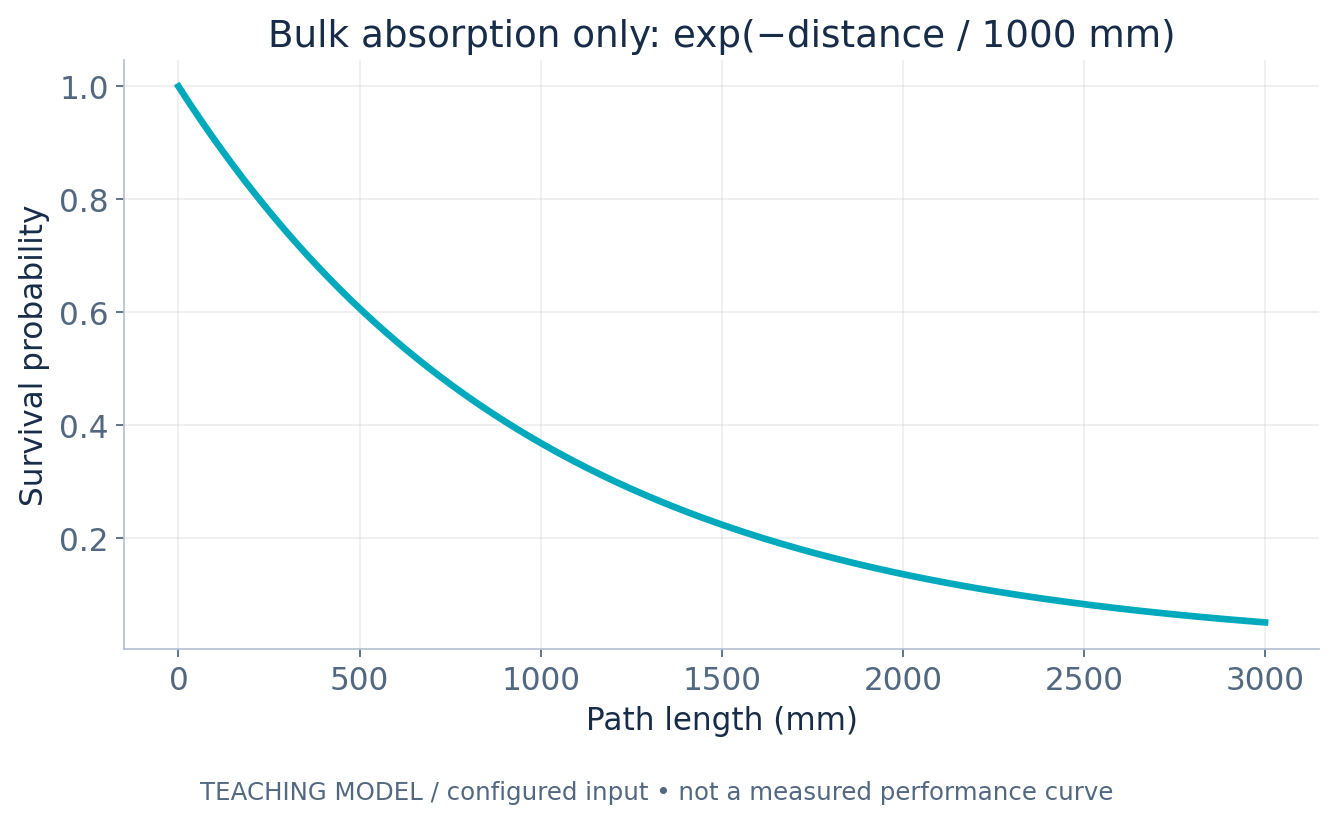 Bulk absorption only: exp(−distance / 1000 mm)
Survival probability
1.0
0.8
0.6
0.4
0.2
0 500 1000 1500 2000 2500 3000
Path length (mm)
TEACHING MODEL / configured input • not a measured performance curve